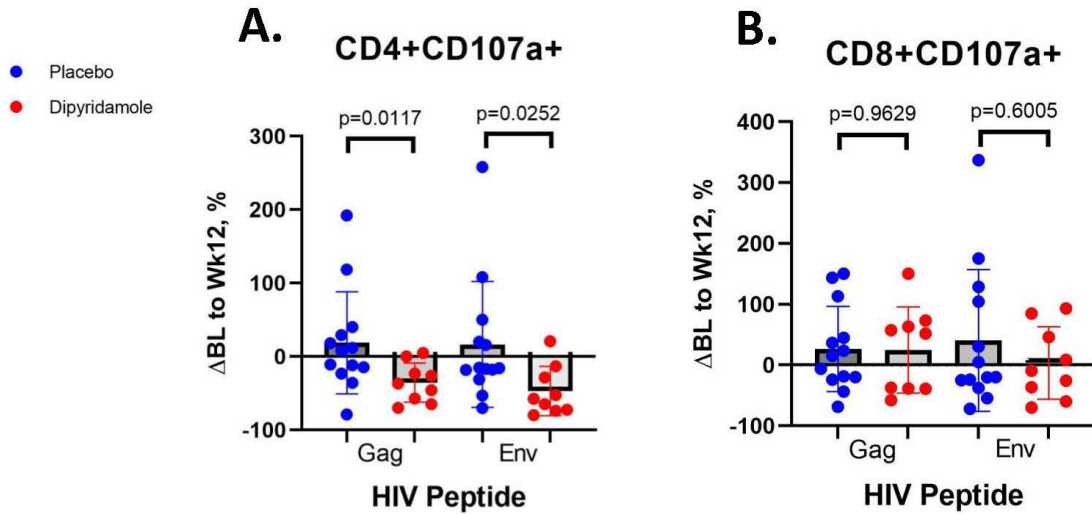 A.
CD4+CD107a+
B.
CD8+CD107a+
Placebo
Dipyridamole
p=0.0117
p=0.0252
ΔBL to Wk12, %
300
200
100
0
-100
Gag
Env
HIV Peptide
p=0.9629
p=0.6005
ΔBL to Wk12, %
400
300
200
100
0
-100
Gag
Env
HIV Peptide